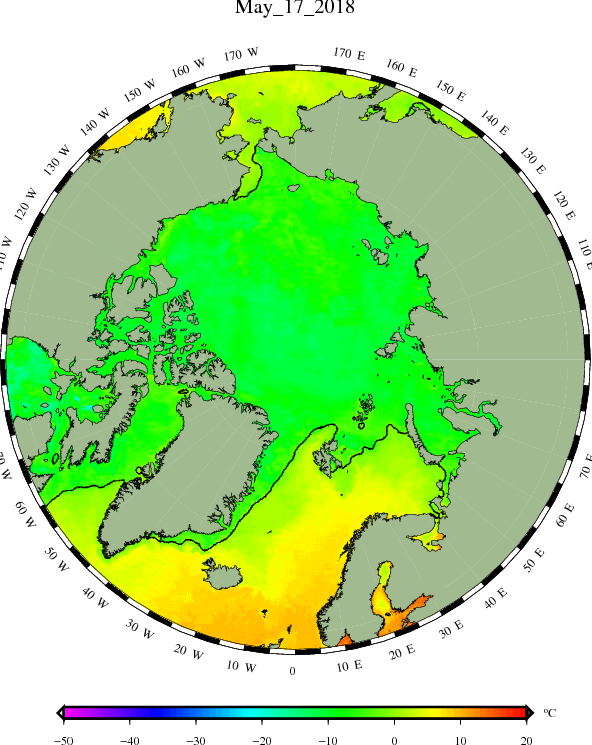 May_17_2018
170 W
170 E
160 W
160 E
150 W
150 E
140 W
140 E
130 W
130 E
120 W
120 E
110 E
70 E
60 W
60 E
50 W
50 E
40 W
40 E
30 W
30 E
20 W
20 E
10 W
10 E
0
°C
−50 −40 −30 −20 −10 0 10 20